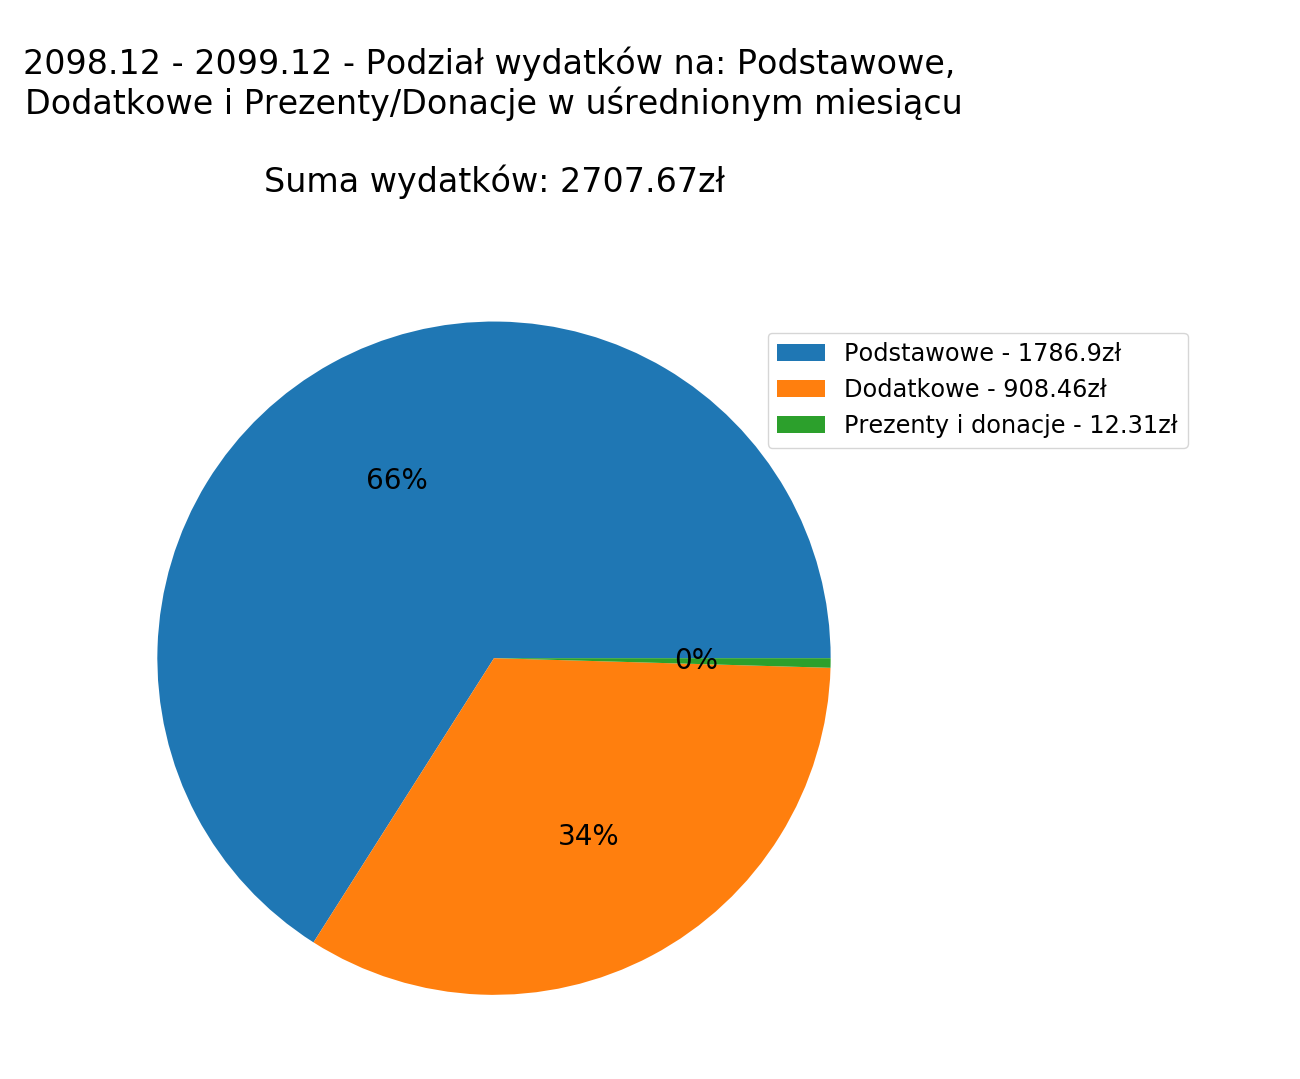 2098.12 - 2099.12 - Podział wydatków na: Podstawowe,
Dodatkowe i Prezenty/Donacje w uśrednionym miesiącu
Suma wydatków: 2707.67zł
Podstawowe - 1786.9zł
Dodatkowe - 908.46zł
Prezenty i donacje - 12.31zł
66%
0%
34%